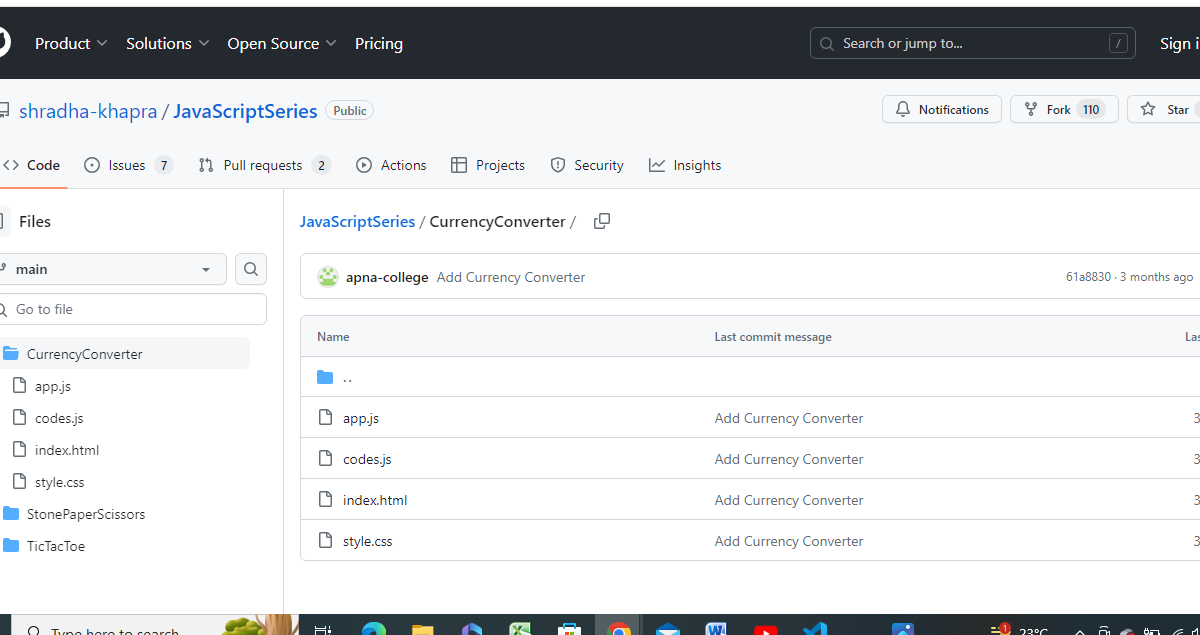 Product Solutions Open Source Pricing Search or jump to... / Sign i
shradha-khapra / JavaScriptSeries Public Notifications Fork 110 Star
Code Issues 7 Pull requests 2 Actions Projects Security Insights
Files
JavaScriptSeries / CurrencyConverter /
main
apna-college Add Currency Converter 61a8830 · 3 months ago
Go to file
Name Last commit message Las
CurrencyConverter
app.js
codes.js
index.html
style.css
StonePaperScissors
TicTacToe
..
app.js Add Currency Converter 3
codes.js Add Currency Converter 3
index.html Add Currency Converter 3
style.css Add Currency Converter 3
Type here to search 1 23°C